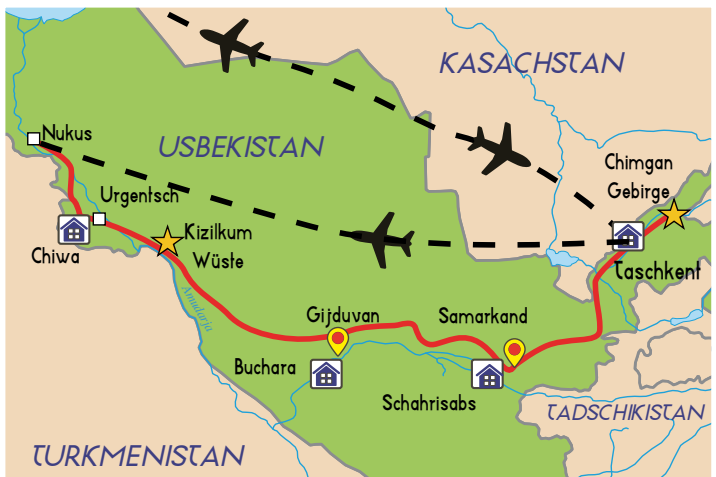 KASACHSTAN
Nukus
USBEKISTAN
Chimgan
Gebirge
Urgentsch
Chiwa
Kizilkum
Wüste
Taschkent
Amudarja
Gijduvan
Samarkand
Buchara
Schahrisabs
TADSCHIKISTAN
TURKMENISTAN